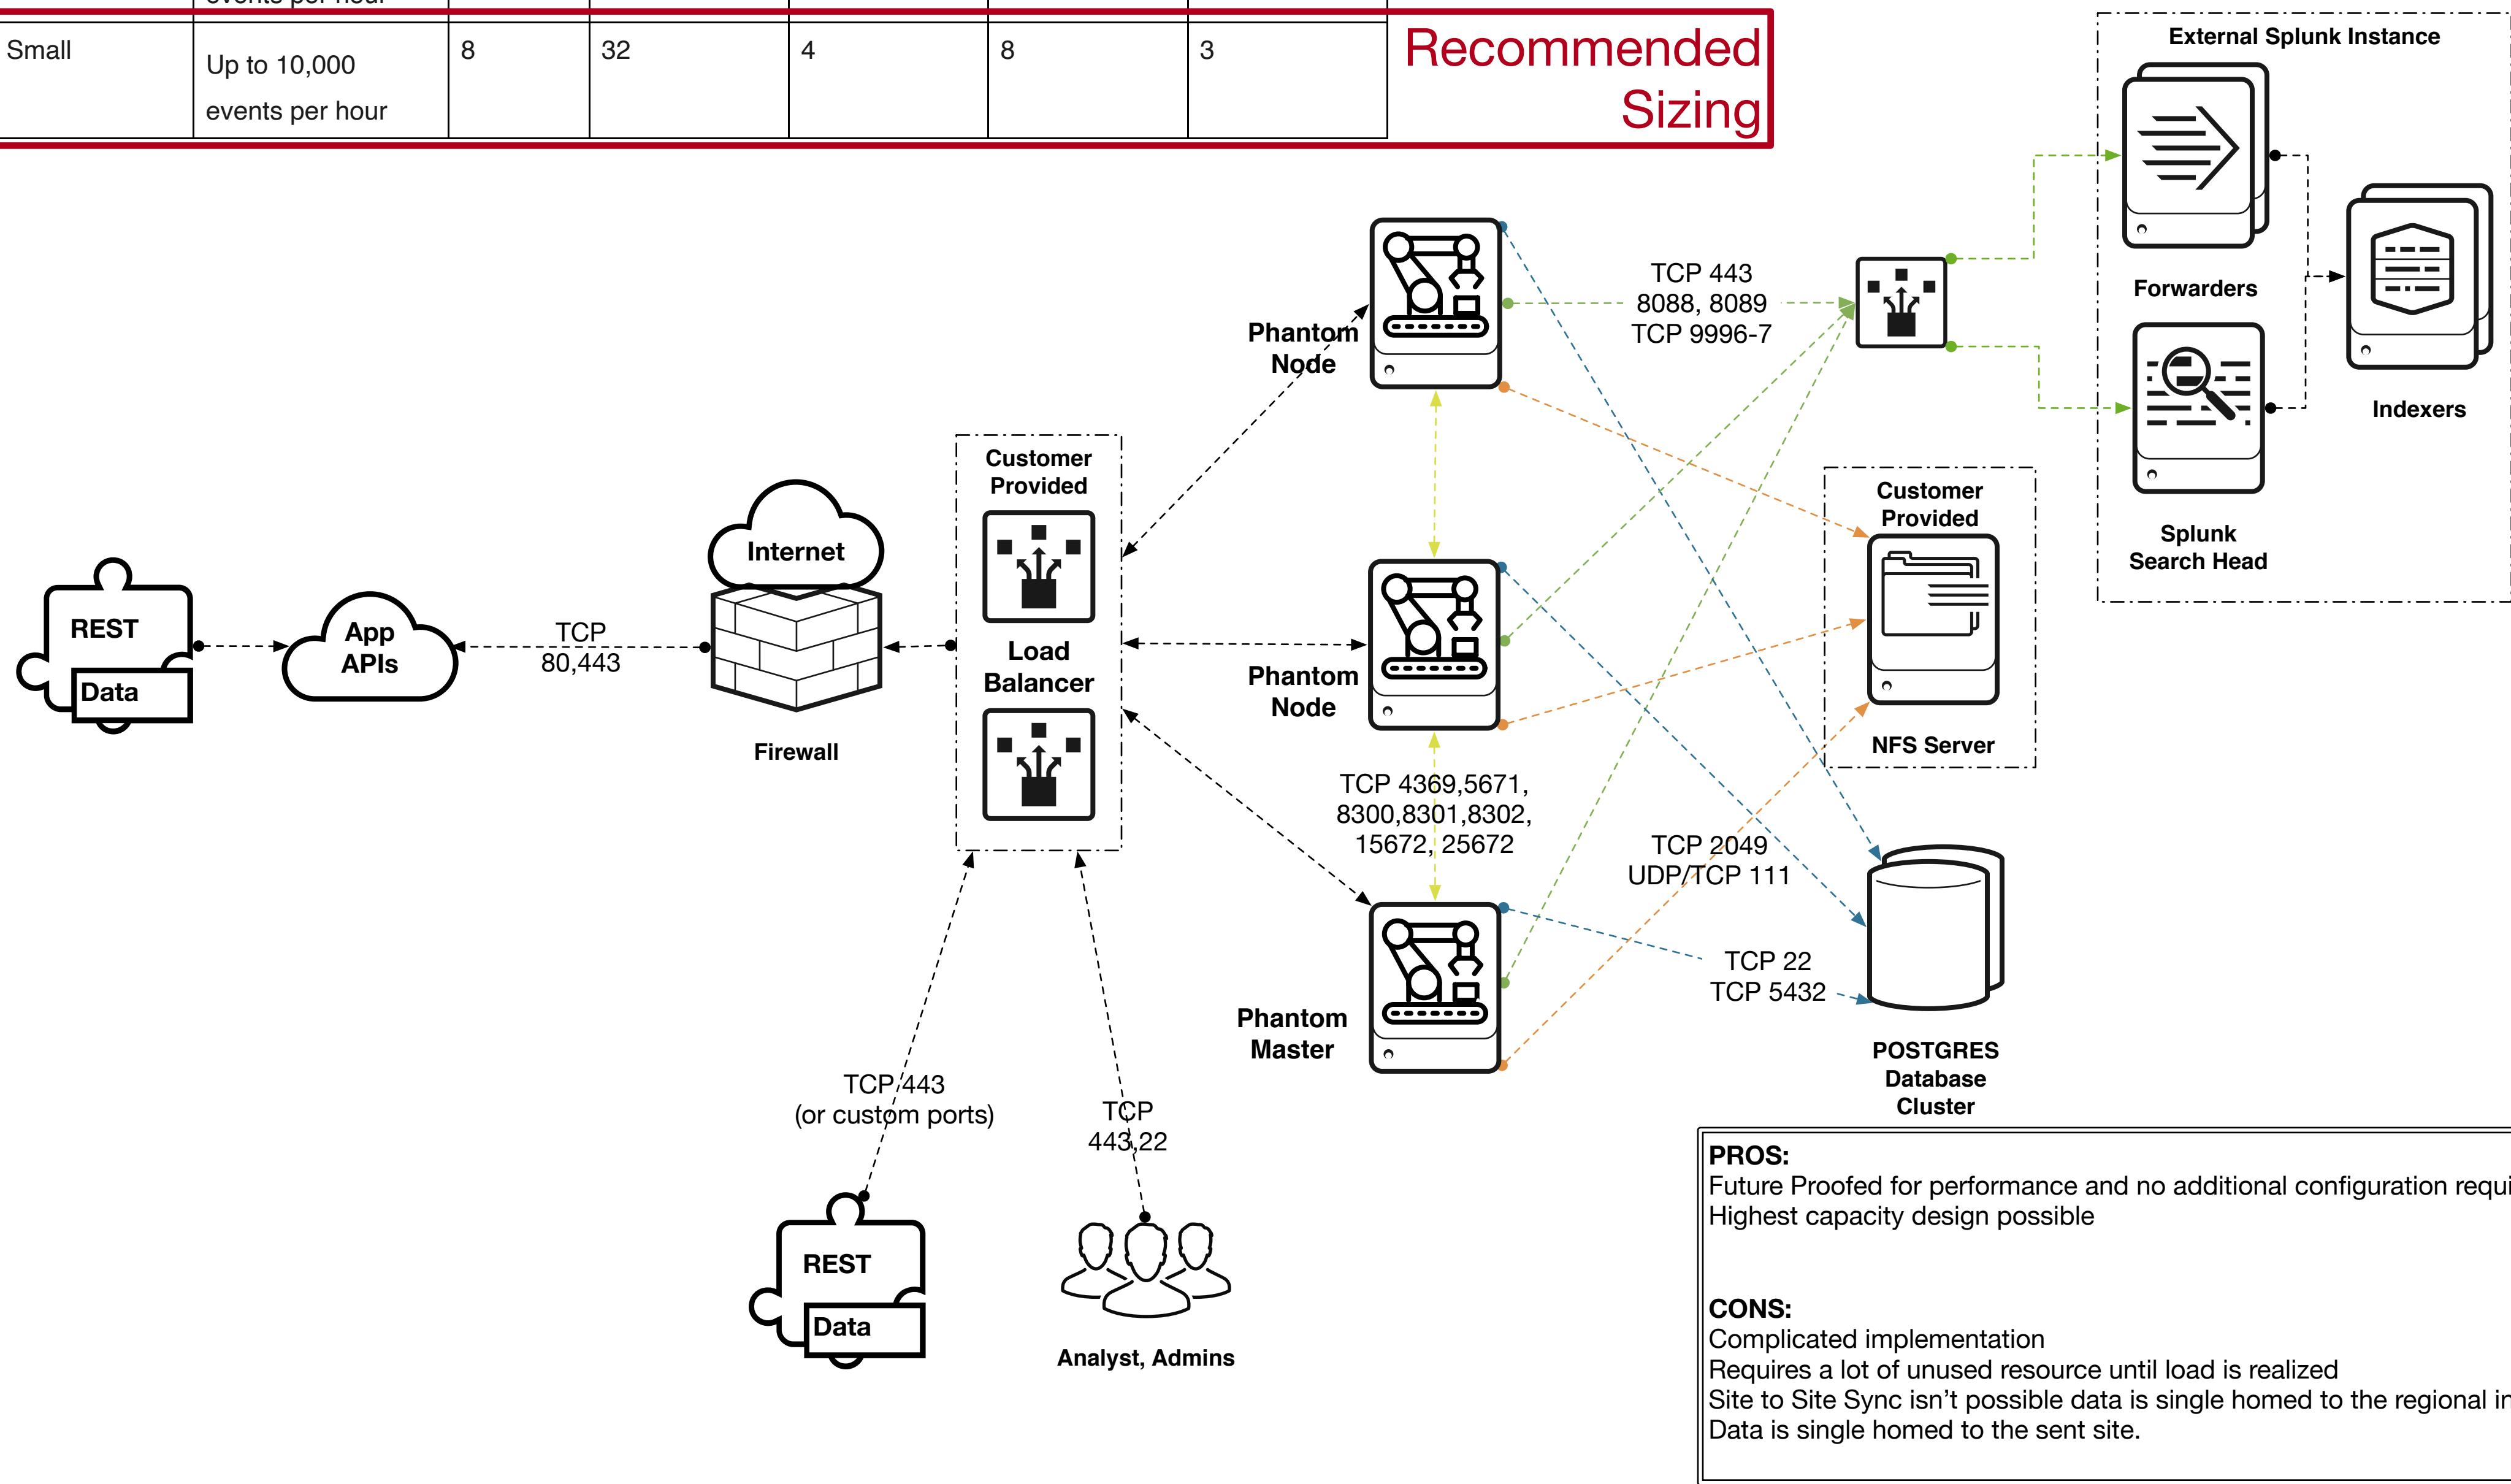 events per hour
Small
Up to 10,000
events per hour
8
32
4
8
3
Recommended
Sizing
External Splunk Instance
Forwarders
Indexers
Splunk
Search Head
TCP 443
8088, 8089
TCP 9996-7
Phantom
Node
Customer
Provided
Load
Balancer
Customer
Provided
NFS Server
Internet
Firewall
REST
Data
App
APIs
TCP
80,443
Phantom
Node
TCP 4369,5671,
8300,8301,8302,
15672, 25672
TCP 2049
UDP/TCP 111
TCP 22
TCP 5432
Phantom
Master
POSTGRES
Database
Cluster
TCP 443
(or custom ports)
TCP
443,22
REST
Data
Analyst, Admins
PROS:
Future Proofed for performance and no additional configuration
Highest capacity design possible
CONS:
Complicated implementation
Requires a lot of unused resource until load is realized
Site to Site Sync isn’t possible data is single homed to the regional
Data is single homed to the sent site.